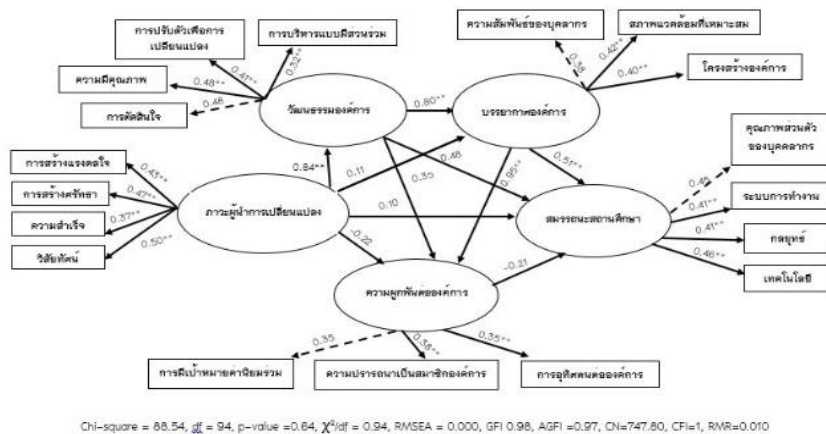 การปรับตัวเพื่อการ
เปลี่ยนแปลง
การบริหารแบบมีส่วนร่วม
ความสัมพันธ์ของบุคลากร
สภาพแวดล้อมที่เหมาะสม
ความมีคุณภาพ
0.41**
0.32**
0.38
0.42**
โครงสร้างองค์การ
0.48**
0.40**
การตัดสินใจ
0.48
วัฒนธรรมองค์การ
0.80**
บรรยากาศองค์การ
คุณภาพส่วนตัว
ของบุคคลากร
การสร้างแรงดลใจ
0.43**
0.84**
0.11
0.48
0.51**
0.45
การสร้างศรัทธา
0.47**
0.35
0.95**
ระบบการทำงาน
0.41**
ความสำเร็จ
0.37**
ภาวะผู้นำการเปลี่ยนแปลง
0.10
สมรรถนะสถานศึกษา
0.41**
กลยุทธ์
วิสัยทัศน์
0.50**
-0.22
0.46**
เทคโนโลยี
ความผูกพันต่อองค์การ
-0.21
0.35
0.38**
0.35**
การมีเป้าหมายค่านิยมร่วม
ความปรารถนาเป็นสมาชิกองค์การ
การอุทิศตนต่อองค์การ
Chi-square = 88.54, df = 94, p-value =0.64, χ²/df = 0.94, RMSEA = 0.000, GFI 0.98, AGFI =0.97, CN=747.80, CFI=1, RMR=0.010